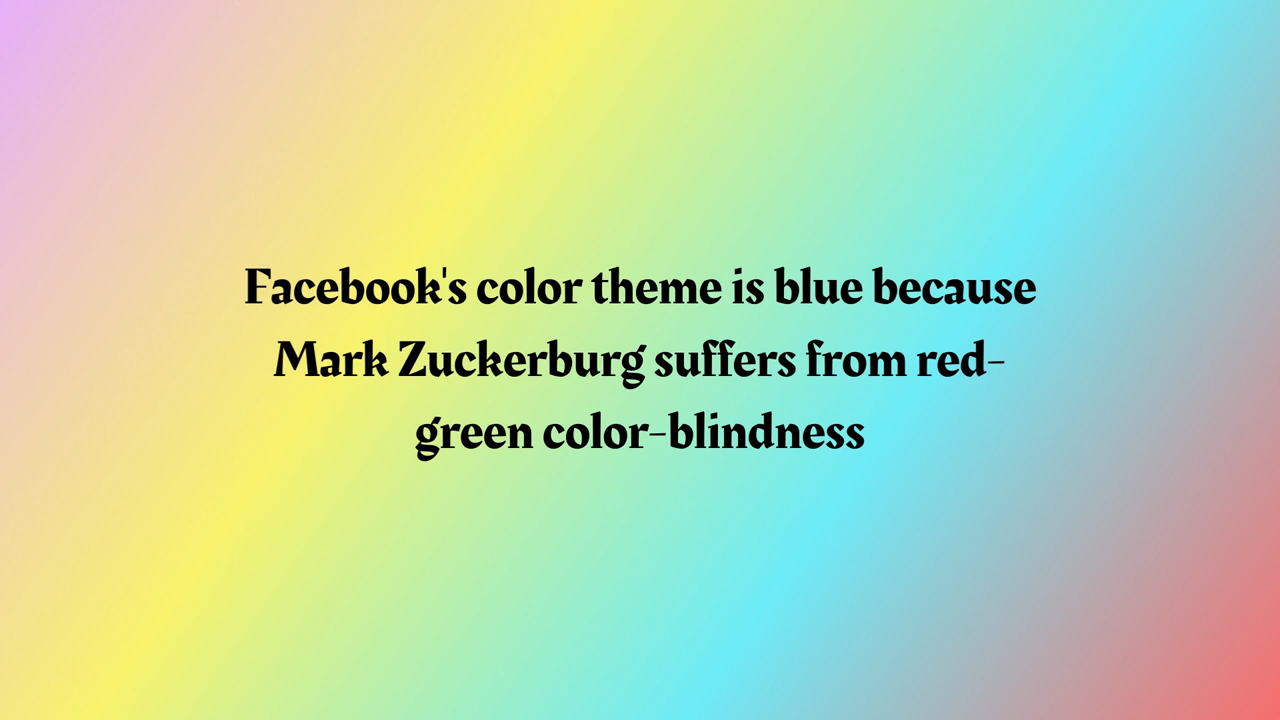 Facebook's color theme is blue because
Mark Zuckerburg suffers from red-
green color-blindness